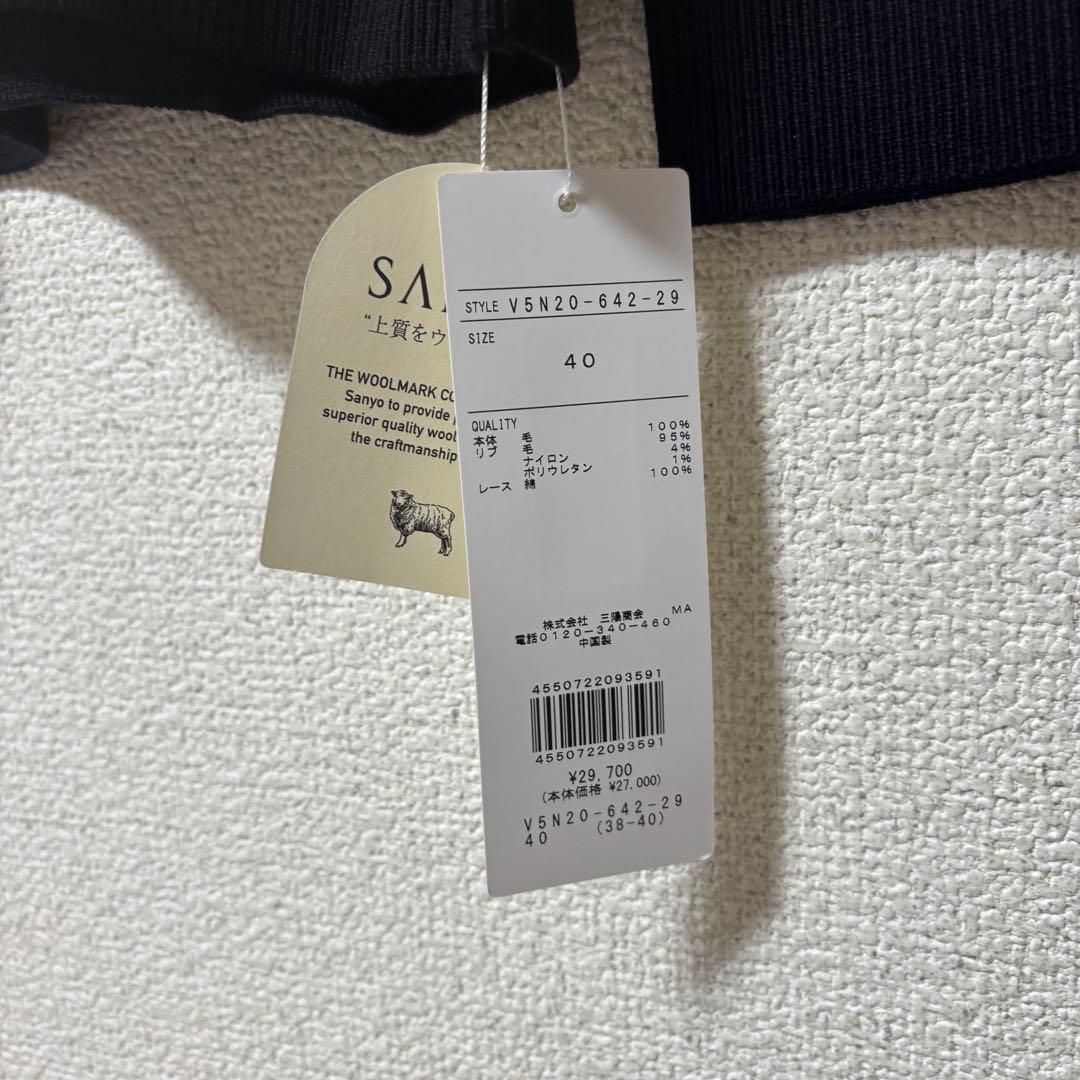 SA
“上質をウ
THE WOOLMARK CO
Sanyo to provide
superior quality wool
the craftmanship
STYLE V5N20-642-29
SIZE
40
QUALITY
本体 毛 100%
リブ 毛 95%
ナイロン 4%
ポリウレタン 1%
レース 綿 100%
株式会社 三陽商会 MA
電話0120-340-460
中国製
4550722093591
4550722093591
¥29,700
(本体価格 ¥27,000)
V5N20-642-29
40 (38-40)